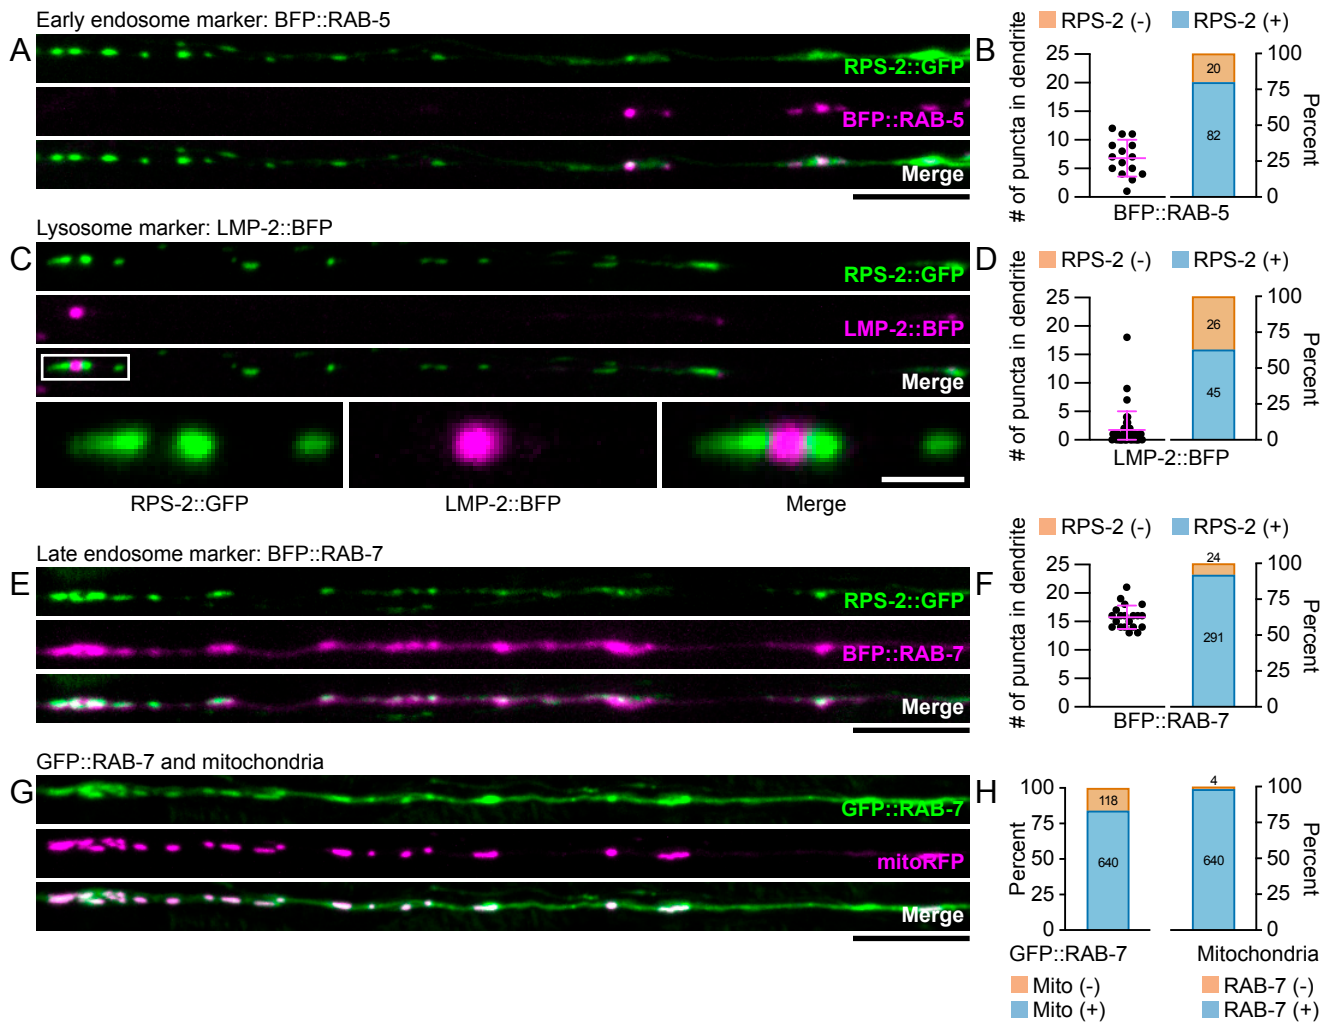 Early endosome marker: BFP::RAB-5
A
RPS-2::GFP
BFP::RAB-5
Merge
B
RPS-2 (-) RPS-2 (+)
# of puncta in dendrite
25
20
15
10
5
0
20
82
100
75
50
25
0
Percent
BFP::RAB-5
Lysosome marker: LMP-2::BFP
C
RPS-2::GFP
LMP-2::BFP
Merge
RPS-2::GFP LMP-2::BFP Merge
D
RPS-2 (-) RPS-2 (+)
# of puncta in dendrite
25
20
15
10
5
0
26
45
100
75
50
25
0
Percent
LMP-2::BFP
Late endosome marker: BFP::RAB-7
E
RPS-2::GFP
BFP::RAB-7
Merge
F
RPS-2 (-) RPS-2 (+)
# of puncta in dendrite
25
20
15
10
5
0
24
291
100
75
50
25
0
Percent
BFP::RAB-7
GFP::RAB-7 and mitochondria
G
GFP::RAB-7
mitoRFP
Merge
H
Percent
100
75
50
25
0
118
640
4
640
100
75
50
25
0
Percent
GFP::RAB-7 Mitochondria
Mito (-) RAB-7 (-)
Mito (+) RAB-7 (+)